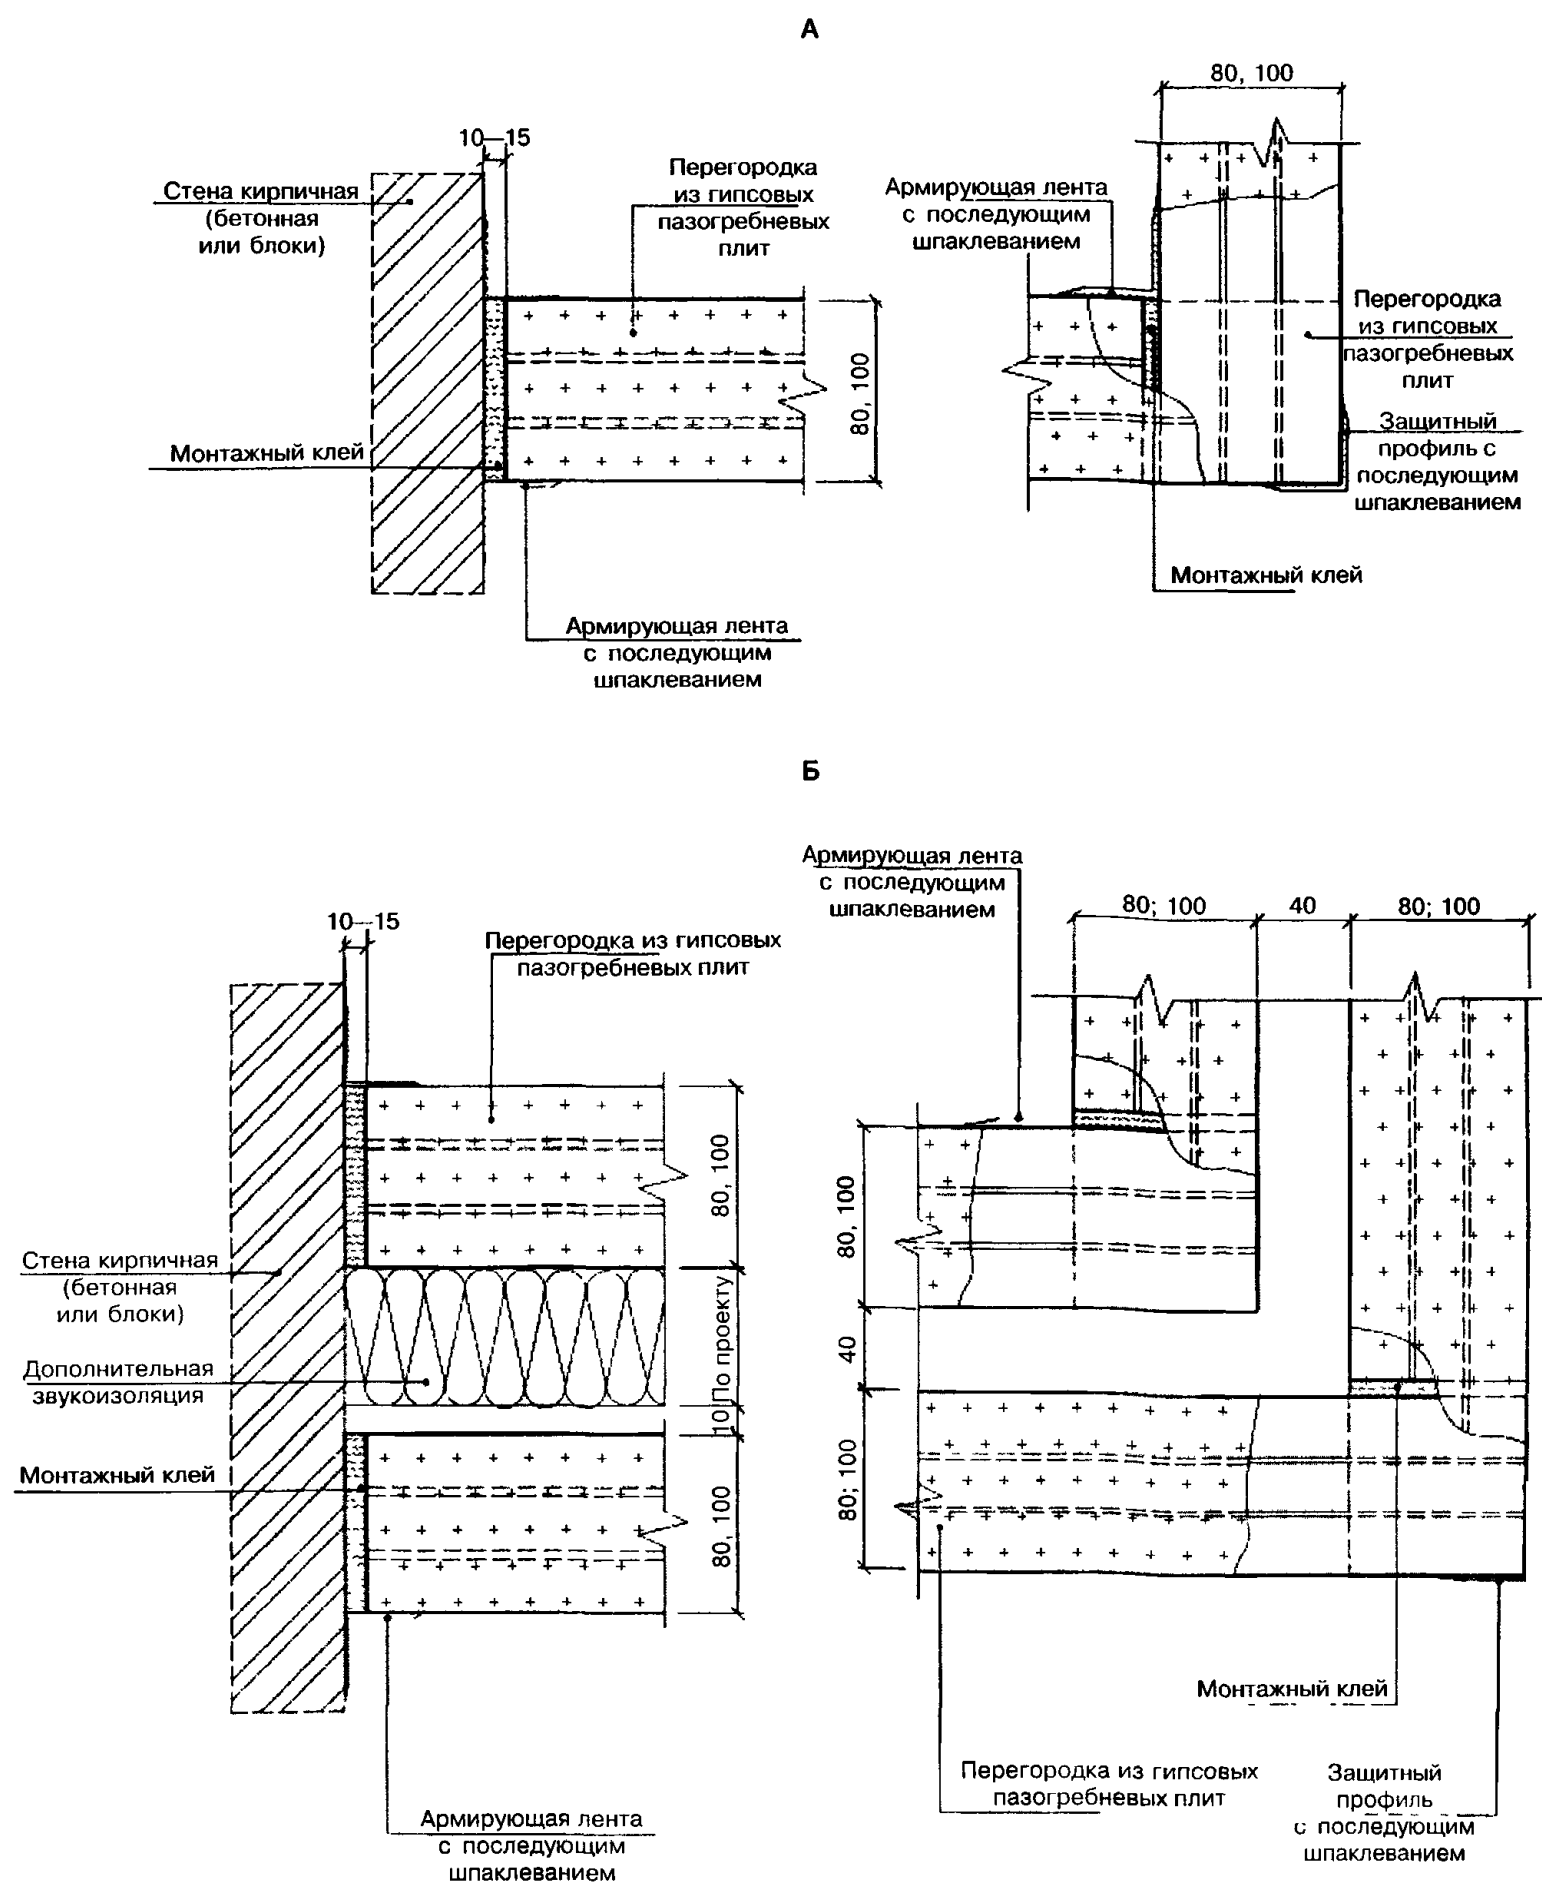 А
80, 100
10—15
Перегородка
из гипсовых
пазогребневых
плит
Стена кирпичная
(бетонная
или блоки)
Армирующая лента
с последующим
шпаклеванием
Перегородка
из гипсовых
пазогребневых
плит
80, 100
Защитный
профиль с
последующим
шпаклеванием
Монтажный клей
Монтажный клей
Армирующая лента
с последующим
шпаклеванием
Б
Армирующая лента
с последующим
шпаклеванием
80; 100
40
80; 100
10—15
Перегородка из гипсовых
пазогребневых плит
80, 100
80, 100
Стена кирпичная
(бетонная
или блоки)
По проекту
Дополнительная
звукоизоляция
40
10
Монтажный клей
80, 100
80; 100
Монтажный клей
Перегородка из гипсовых
пазогребневых плит
Защитный
профиль
с последующим
шпаклеванием
Армирующая лента
с последующим
шпаклеванием